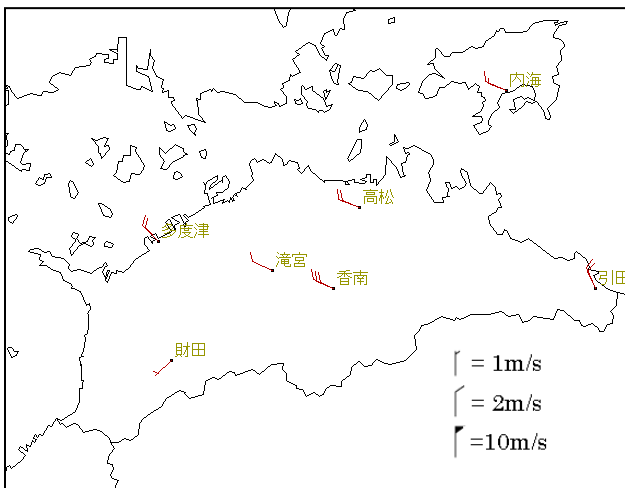 内海
高松
多度津
滝宮
香南
引田
財田
= 1m/s
= 2m/s
=10m/s